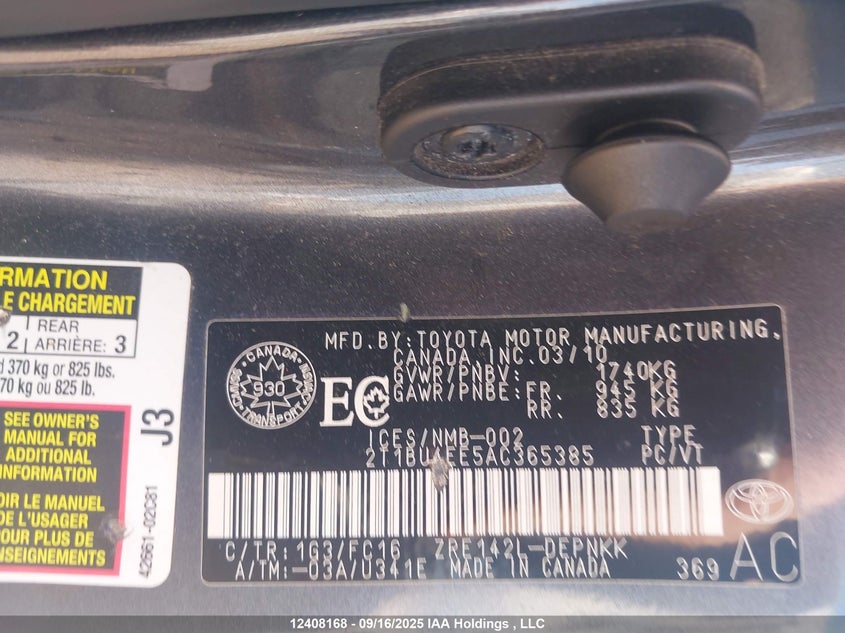 RMATION
LE CHARGEMENT
2 REAR ARRIÈRE: 3
d 370 kg or 825 lbs.
70 kg ou 825 lb.
SEE OWNER'S
MANUAL FOR
ADDITIONAL
INFORMATION
OIR LE MANUEL
DE L'USAGER
POUR PLUS DE
ENSEIGNEMENTS
J3
42661-02C81
MFD.BY:TOYOTA MOTOR MANUFACTURING,
CANADA, INC. 03/10
GVWR/PNBV: 1740KG
GAWR/PNBE:FR. 945 KG
RR. 835 KG
CANADA
930
TRANSPORT
EC
ICES/NMB-002 TYPE
2T1BU4EE5AC365385 PC/VT
C/TR:1G3/FC16 ZRE142L-DEPNKK
A/TM:-03A/U341E MADE IN CANADA 369 AC
12408168 - 09/16/2025 IAA Holdings , LLC